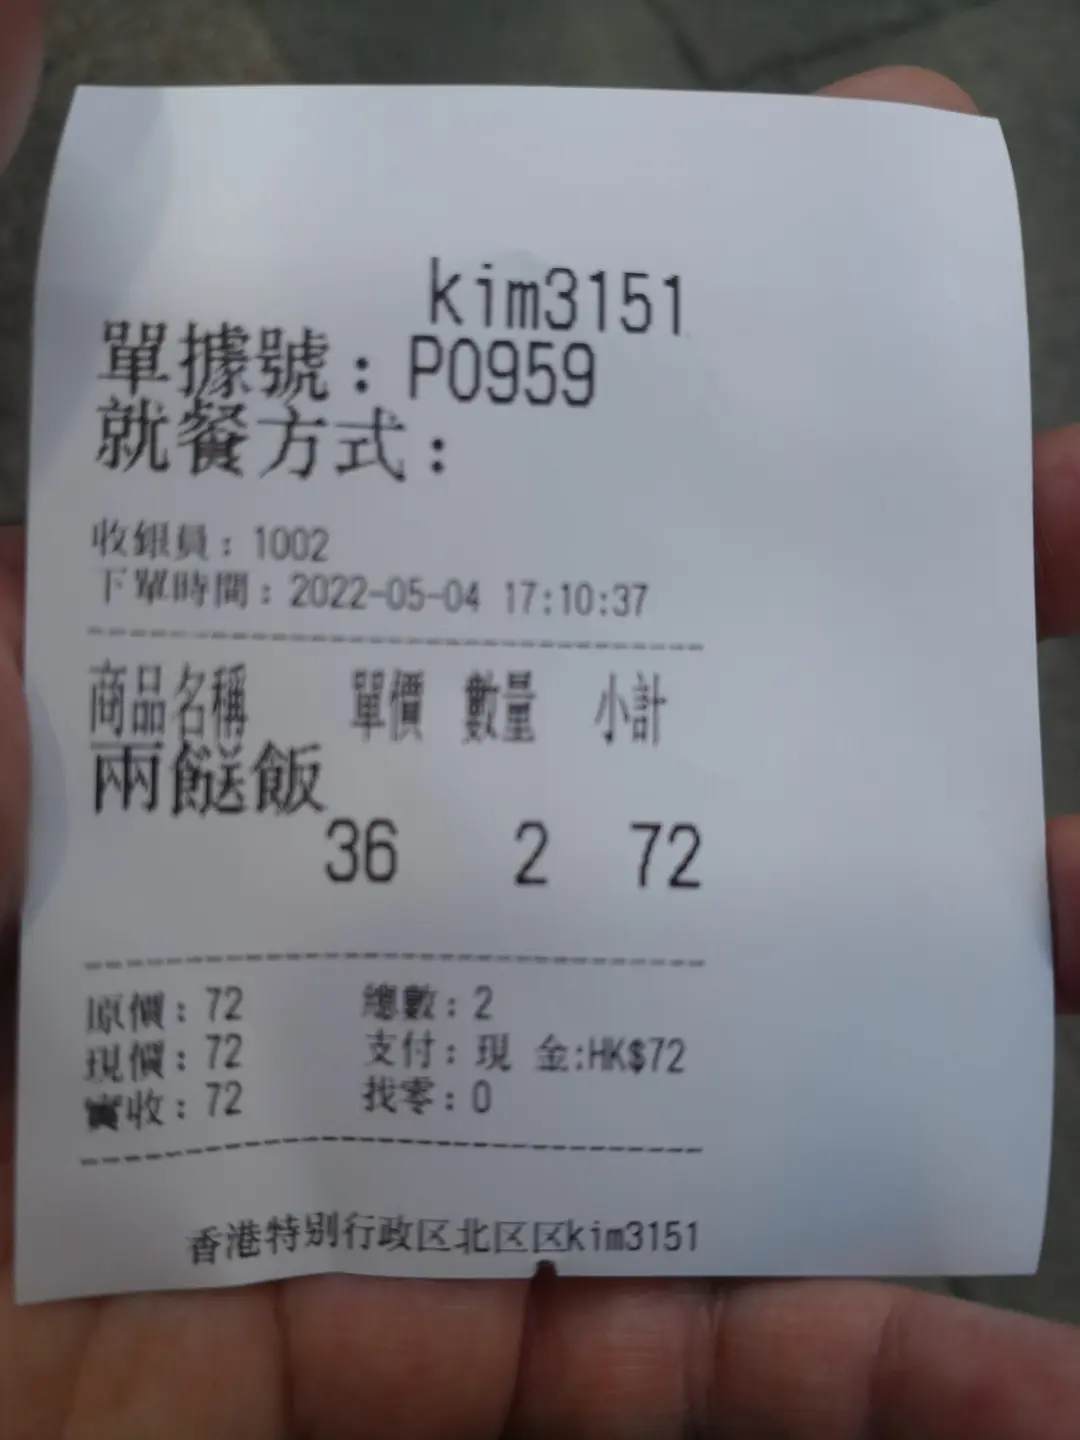 kim3151
單據號：P0959
就餐方式：
收銀員：1002
下單時間：2022-05-04 17:10:37
商品名稱 單價 數量 小計
兩餸飯
36 2 72
原價：72 總數：2
現價：72 支付：現 金:HK$72
實收：72 找零：0
香港特别行政区北区区kim3151